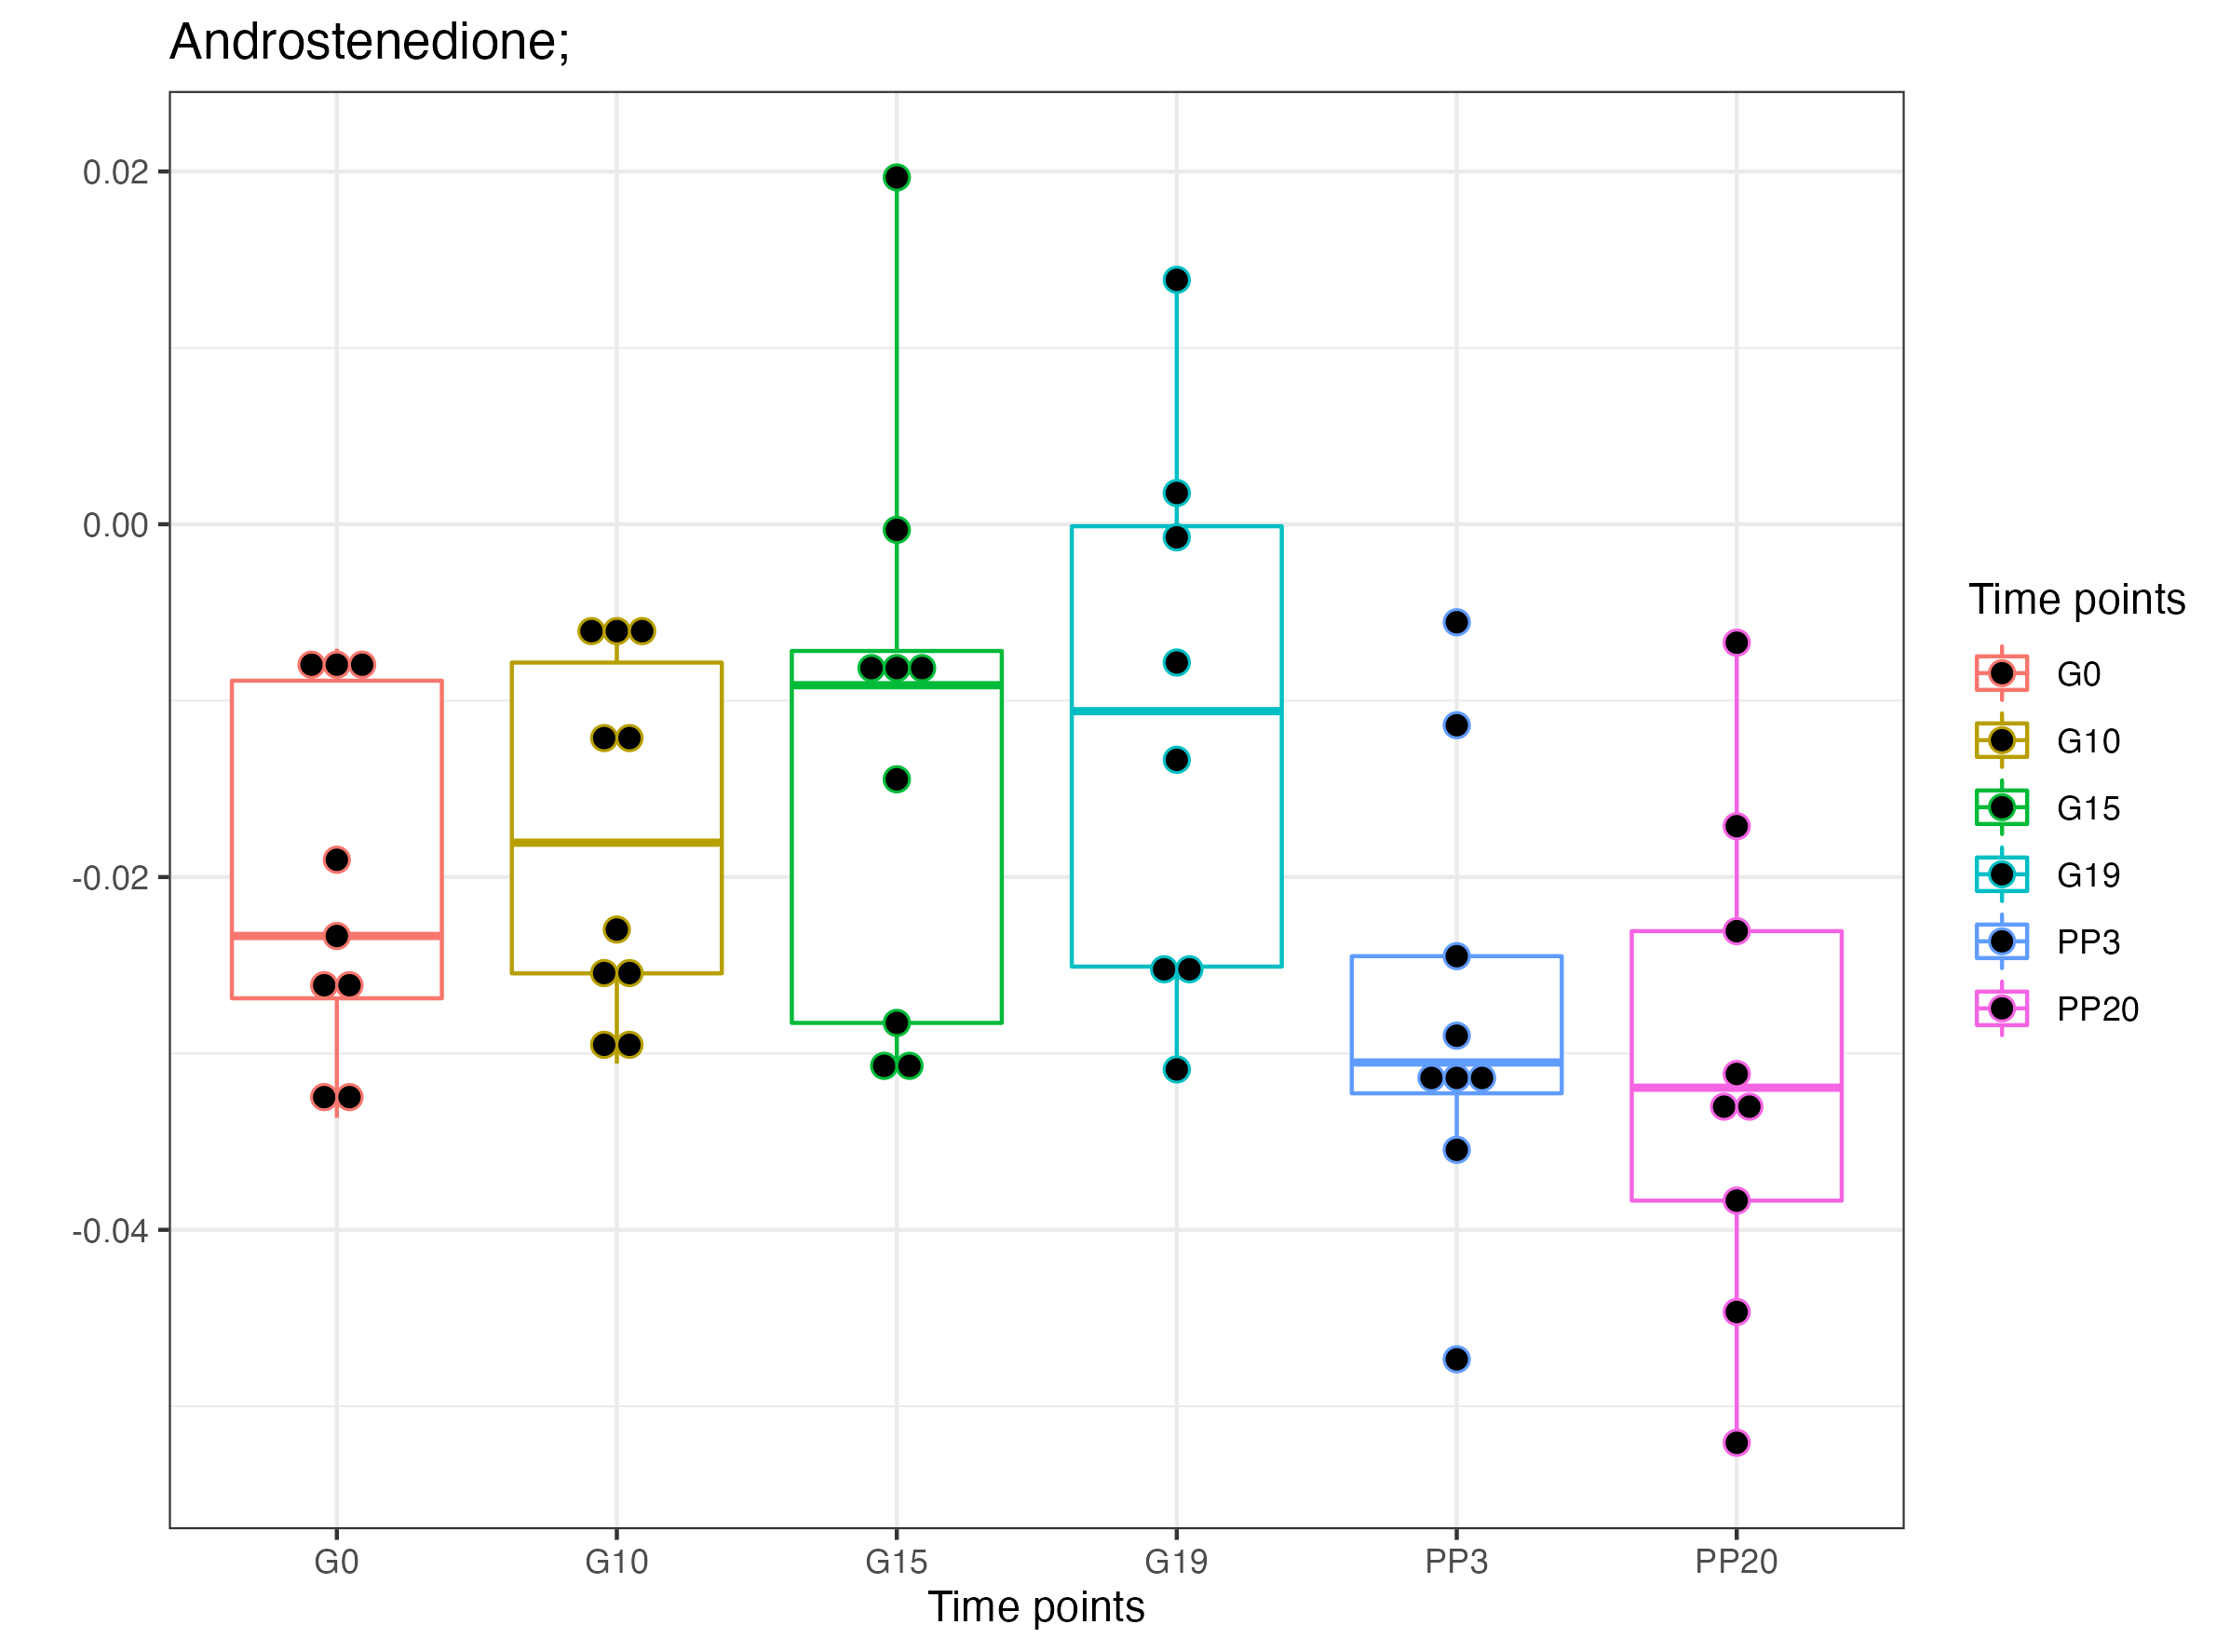 Androstenedione;
0.02
0.00
-0.02
-0.04
G0 G10 G15 G19 PP3 PP20
Time points
Time points
G0
G10
G15
G19
PP3
PP20